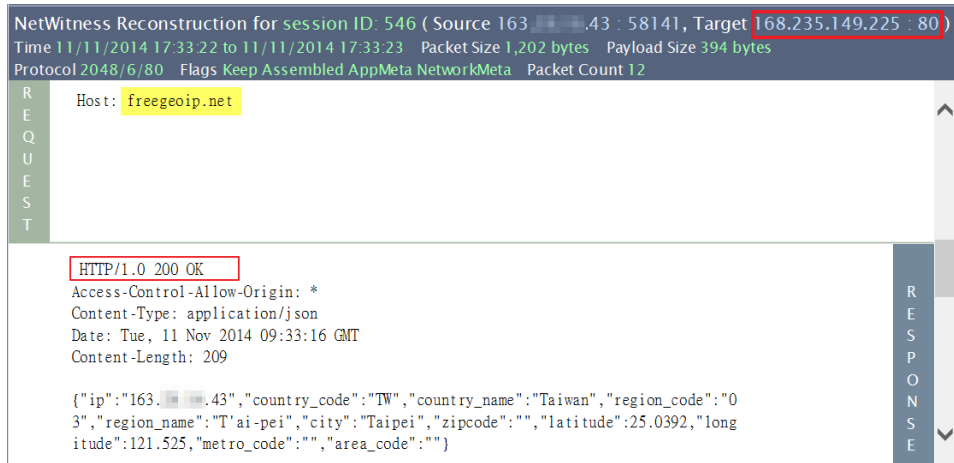 NetWitness Reconstruction for session ID: 546 ( Source 163. .43 : 58141, Target 168.235.149.225 : 80 )
Time 11/11/2014 17:33:22 to 11/11/2014 17:33:23 Packet Size 1,202 bytes Payload Size 394 bytes
Protocol 2048/6/80 Flags Keep Assembled AppMeta NetworkMeta Packet Count 12
REQUEST
Host: freegeoip.net
HTTP/1.0 200 OK
Access-Control-Allow-Origin: *
Content-Type: application/json
Date: Tue, 11 Nov 2014 09:33:16 GMT
Content-Length: 209
{"ip":"163. .43","country_code":"TW","country_name":"Taiwan","region_code":"0
3","region_name":"T'ai-pei","city":"Taipei","zipcode":"","latitude":25.0392,"long
itude":121.525,"metro_code":"","area_code":""}
RESPONSE